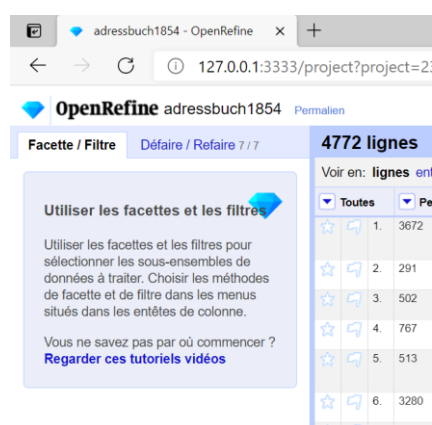 adressbuch1854 - OpenRefine
127.0.0.1:3333/project?project=2
OpenRefine adressbuch1854 Permalien
Facette / Filtre Défaire / Refaire 7 / 7
4772 lignes
Voir en: lignes
Toutes
Utiliser les facettes et les filtres
Utiliser les facettes et les filtres pour
sélectionner les sous-ensembles de
données à traiter. Choisir les méthodes
de facette et de filtre dans les menus
situés dans les entêtes de colonne.
Vous ne savez pas par où commencer ?
Regarder ces tutoriels vidéos
1. 3672
2. 291
3. 502
4. 767
5. 513
6. 3280